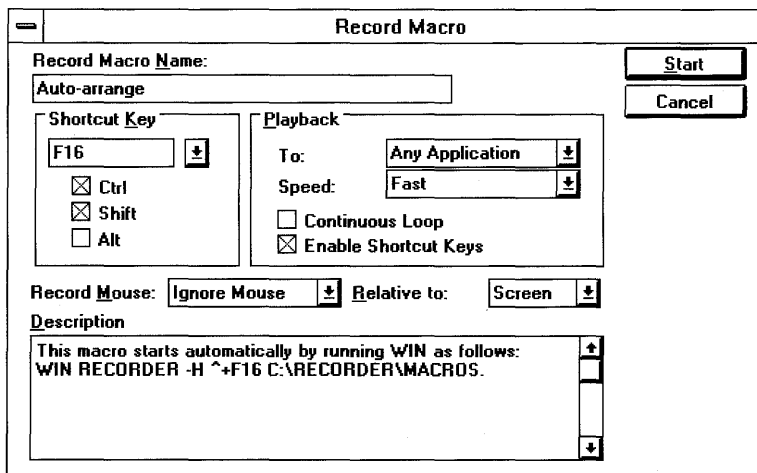 Record Macro
Record Macro Name:
Auto-arrange
Start
Cancel
Shortcut Key
F16
Ctrl
Shift
Alt
Playback
To: Any Application
Speed: Fast
Continuous Loop
Enable Shortcut Keys
Record Mouse: Ignore Mouse Relative to: Screen
Description
This macro starts automatically by running WIN as follows:
WIN RECORDER -H ^+F16 C:\RECORDER\MACROS.